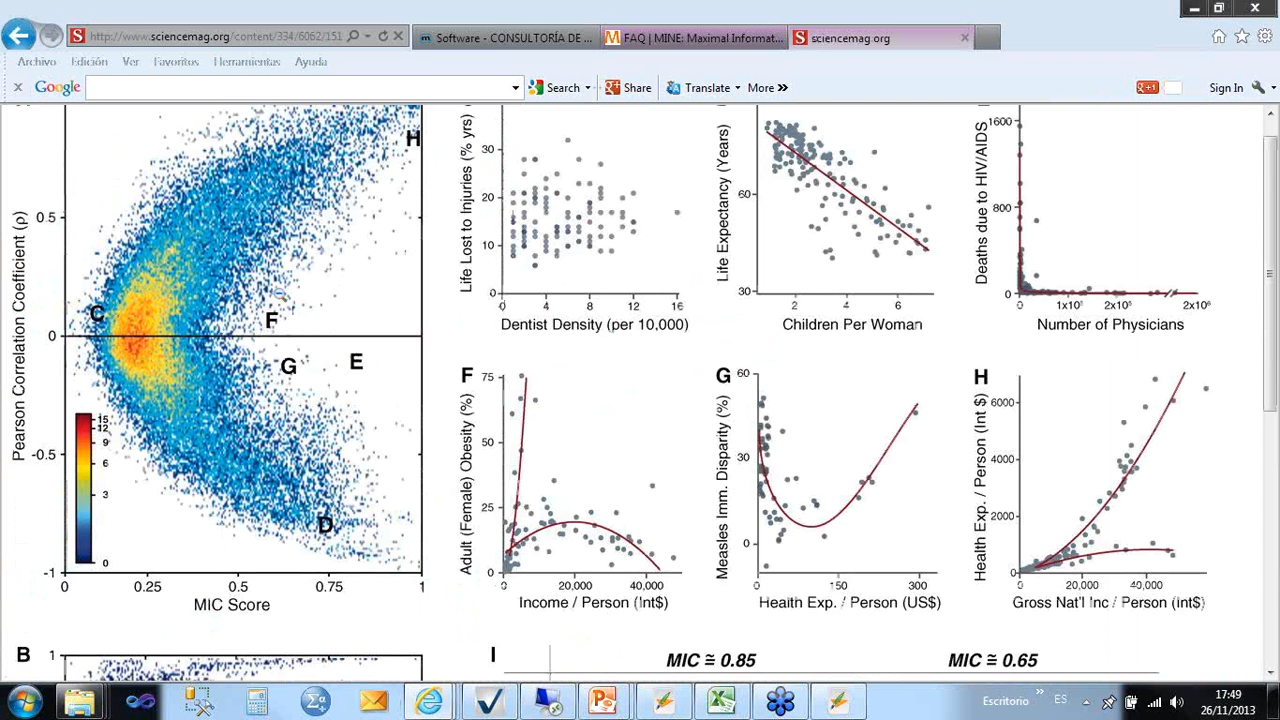 http://www.sciencemag.org/content/334/6062/151
Software - CONSULTORÍA DE ...
FAQ | MINE: Maximal Informat...
sciencemag.org
Archivo Edición Ver Favoritos Herramientas Ayuda
x Google Search Share Translate More » +1 Sign In
H
C
F
E
G
D
Pearson Correlation Coefficient (ρ)
0.5
0
-0.5
-1
15
12
9
6
3
0
0 0.25 0.5 0.75 1
MIC Score
Life Lost to Injuries (% yrs)
30
20
10
0
0 4 8 12 16
Dentist Density (per 10,000)
Life Expectancy (Years)
60
30
2 4 6
Children Per Woman
Deaths due to HIV/AIDS
1600
800
0
0
Number of Physicians
F
Adult (Female) Obesity (%)
75
50
25
0
0 20,000 40,000
Income / Person (Int$)
G
Measles Imm. Disparity (%)
60
30
0
0 150 300
Health Exp. / Person (US$)
H
Health Exp. / Person (Int $)
6000
4000
2000
0
0 20,000 40,000
Gross Nat'l Inc / Person (Int$)
B
1
I
MIC ≅ 0.85
MIC ≅ 0.65
Escritorio » ES
17:49
26/11/2013